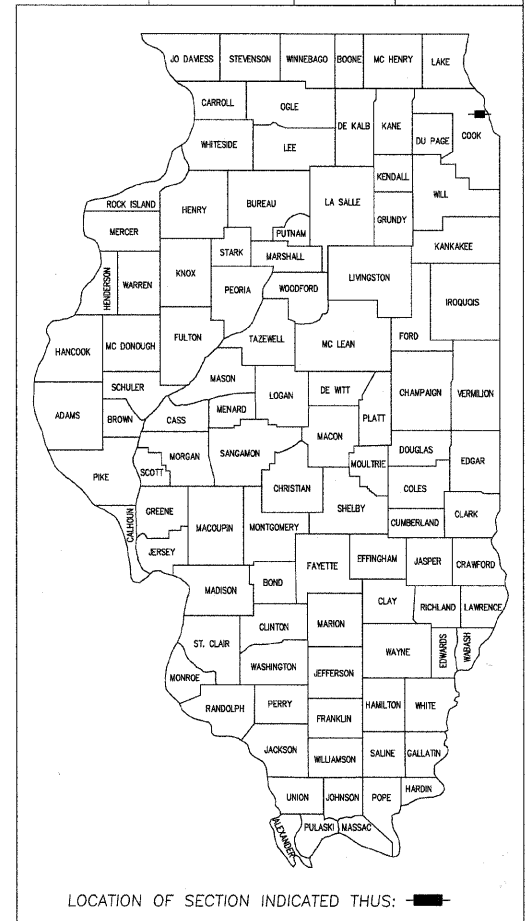 JO DAVIESS STEVENSON WINNEBAGO BOONE MC HENRY LAKE
CARROLL OGLE DE KALB KANE COOK
DU PAGE
WHITESIDE LEE
KENDALL WILL
ROCK ISLAND HENRY BUREAU LA SALLE GRUNDY
MERCER PUTNAM
STARK MARSHALL KANKAKEE
HENDERSON WARREN KNOX PEORIA WOODFORD LIVINGSTON IROQUOIS
HANCOOK MC DONOUGH FULTON TAZEWELL MC LEAN FORD
SCHULER MASON LOGAN DE WITT CHAMPAIGN VERMILION
ADAMS BROWN CASS MENARD MACON PIATT
PIKE SCOTT MORGAN SANGAMON MOULTRIE DOUGLAS EDGAR
CHRISTIAN COLES
CALHOUN GREENE MACOUPIN MONTGOMERY SHELBY CUMBERLAND CLARK
JERSEY FAYETTE EFFINGHAM JASPER CRAWFORD
MADISON BOND CLAY
RICHLAND LAWRENCE
CLINTON MARION
ST. CLAIR WAYNE EDWARDS WABASH
WASHINGTON JEFFERSON
MONROE
RANDOLPH PERRY HAMILTON WHITE
FRANKLIN
JACKSON WILLIAMSON SALINE GALLATIN
UNION JOHNSON POPE HARDIN
ALEXANDER PULASKI MASSAC
LOCATION OF SECTION INDICATED THUS: